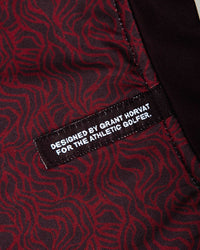 DESIGNED BY GRANT HORVAT
FOR THE ATHLETIC GOLFER.